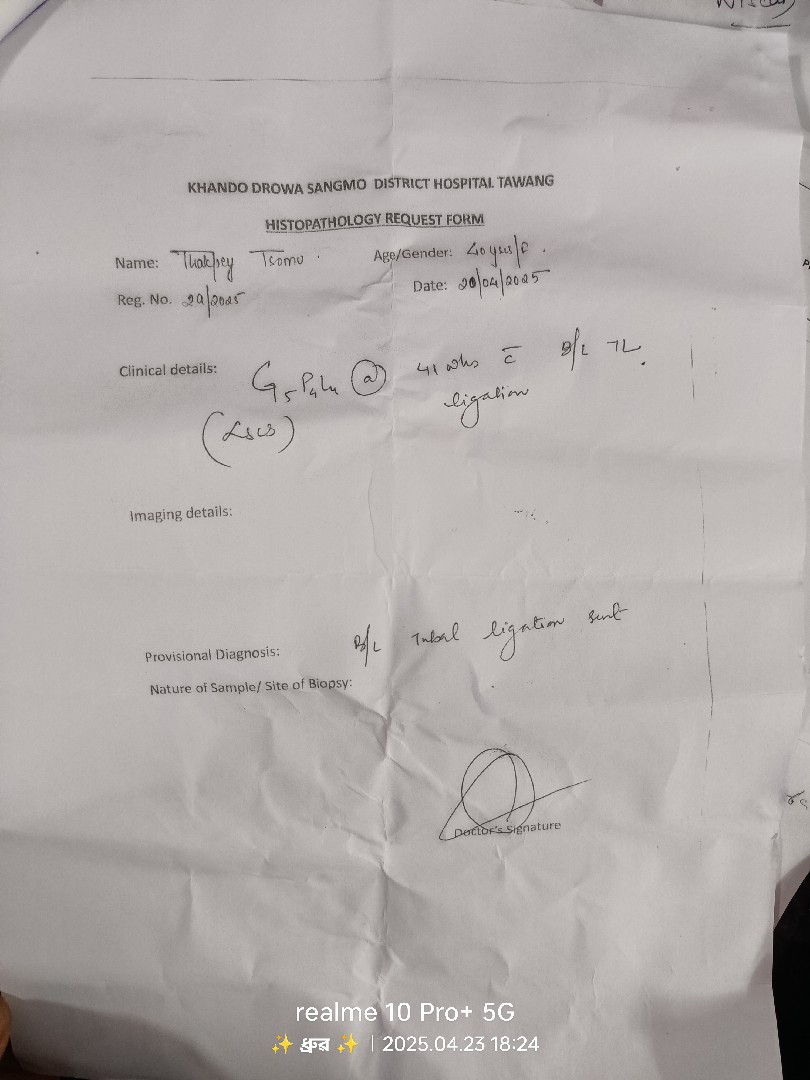 KHANDO DROWA SANGMO DISTRICT HOSPITAL TAWANG
HISTOPATHOLOGY REQUEST FORM
Name: Thakpey Tsomu Age/Gender: 40yrs/F
Reg. No. 29/2025 Date: 20/04/2025
Clinical details: G5P4L4 @ 41 wks c̄ B/L TL.
ligation
(LSCS)
Imaging details:
B/L Tubal ligation sent
Provisional Diagnosis:
Nature of Sample/ Site of Biopsy:
Doctor's Signature
realme 10 Pro+ 5G
✨ ध्रुव ✨ | 2025.04.23 18:24